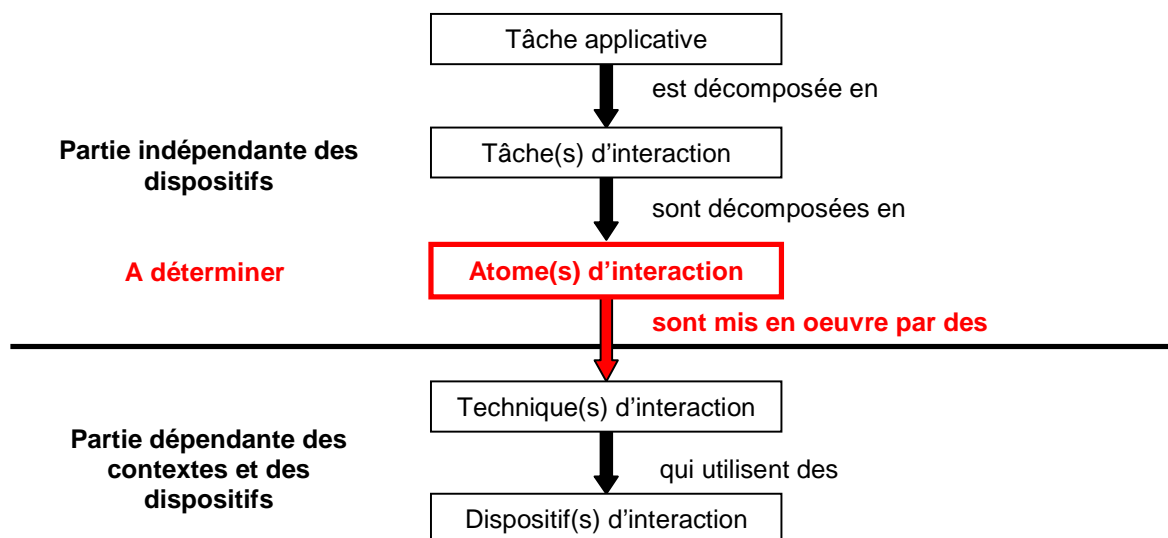 Tâche applicative
est décomposée en
Partie indépendante des
dispositifs
Tâche(s) d’interaction
sont décomposées en
A déterminer
Atome(s) d’interaction
sont mis en oeuvre par des
Technique(s) d’interaction
Partie dépendante des
contextes et des
dispositifs
qui utilisent des
Dispositif(s) d’interaction